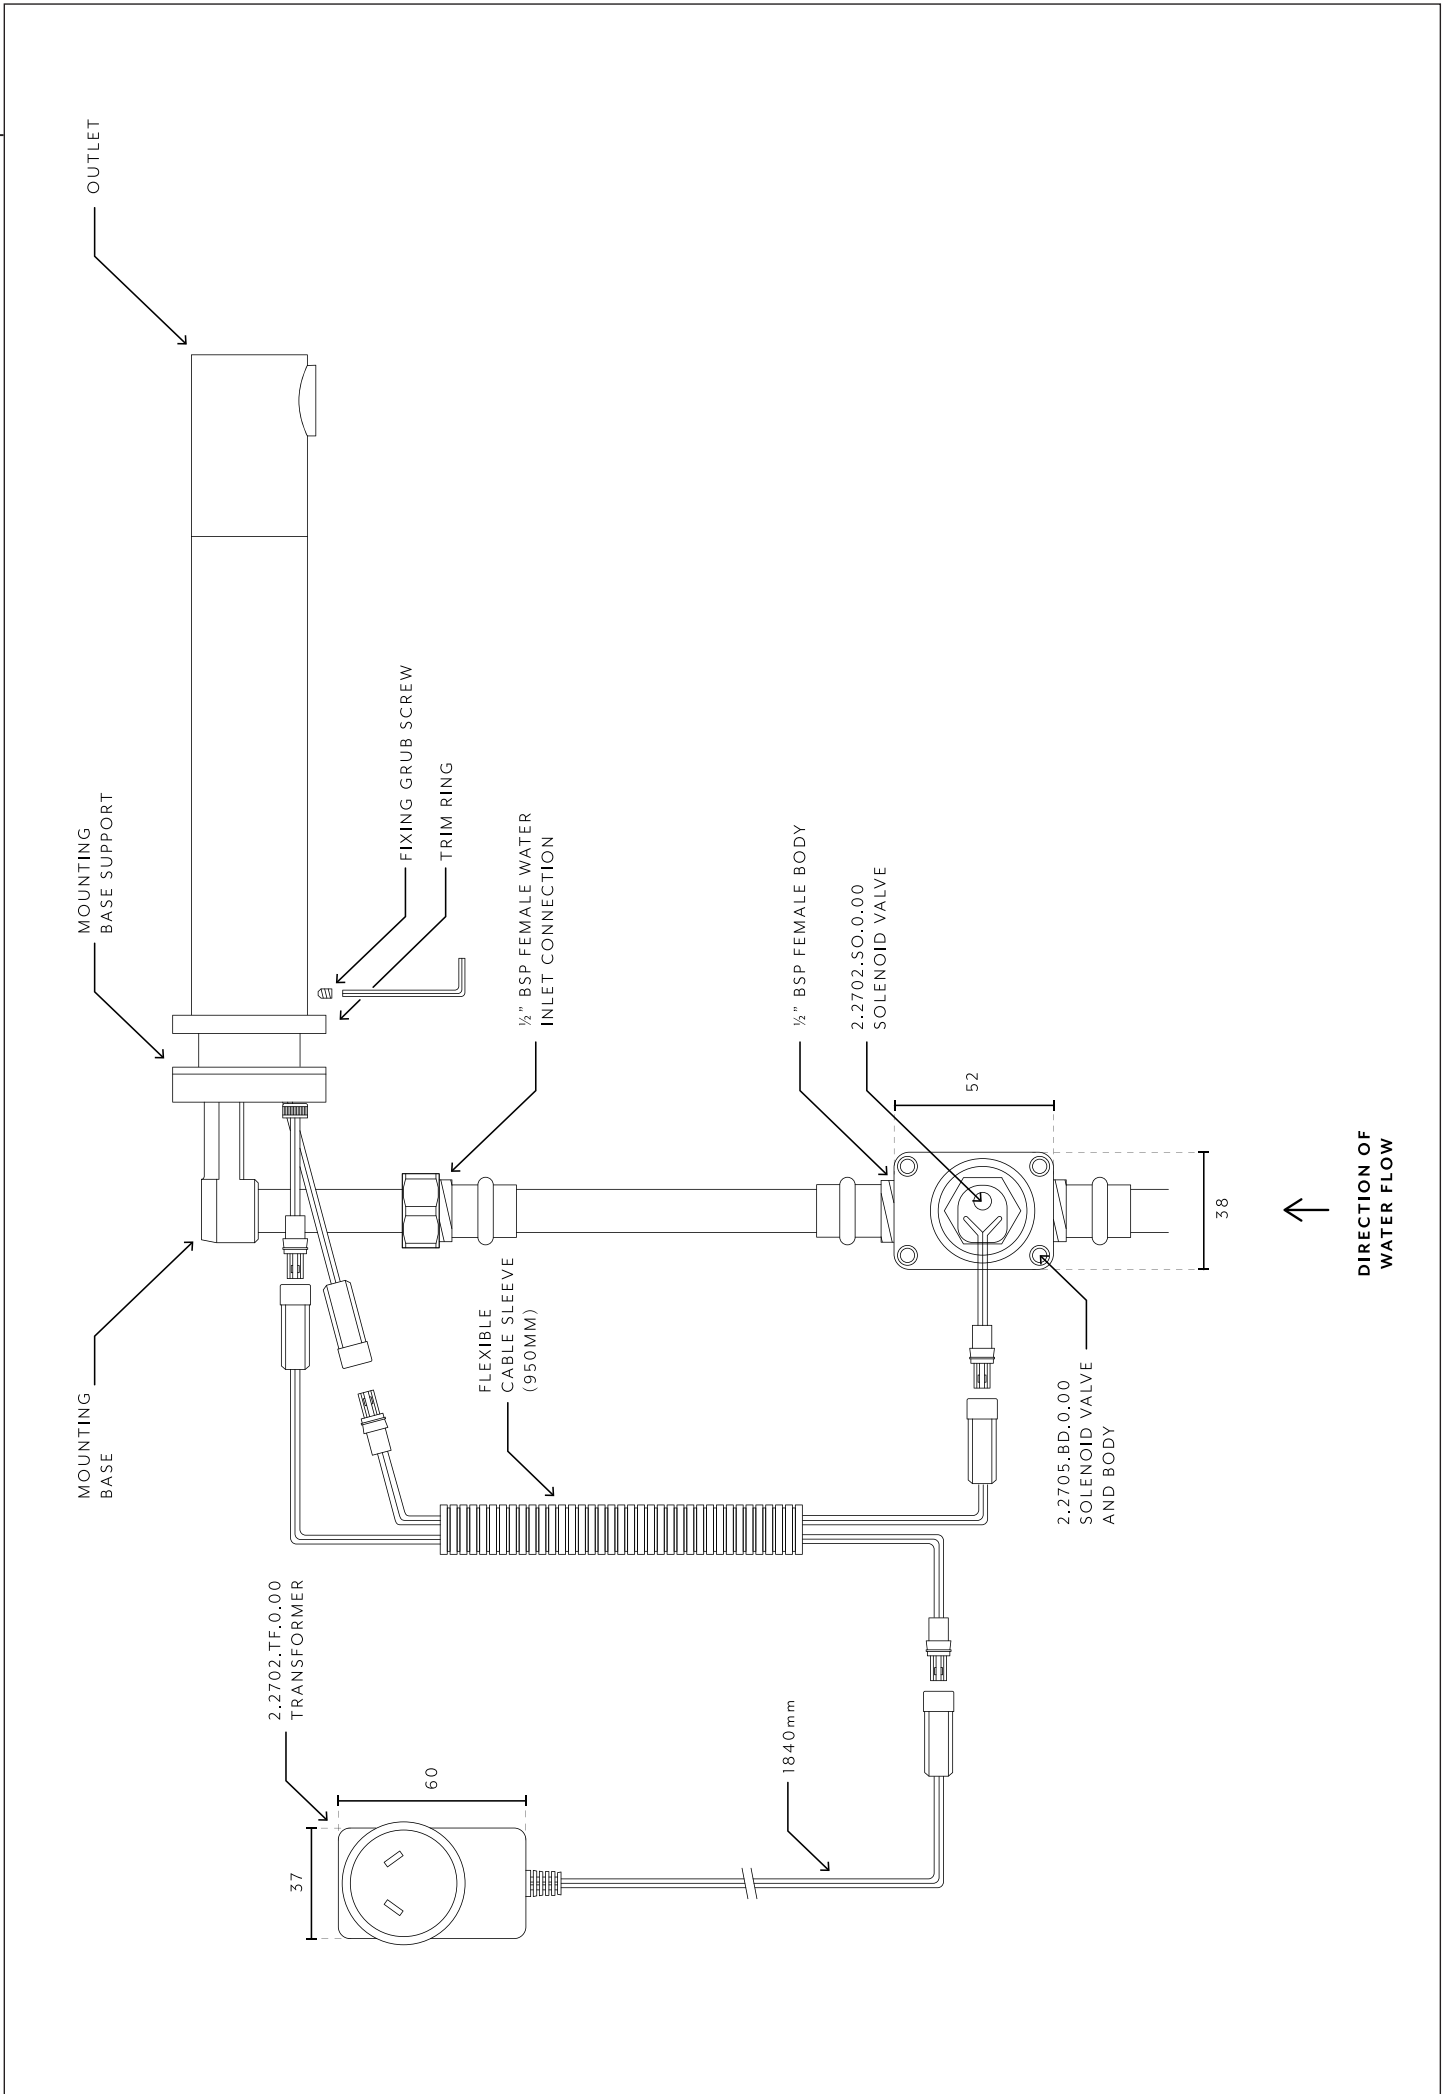 OUTLET
MOUNTING
BASE SUPPORT
FIXING GRUB SCREW
TRIM RING
½” BSP FEMALE WATER
INLET CONNECTION
½” BSP FEMALE BODY
2.2702.SO.0.00
SOLENOID VALVE
52
38
DIRECTION OF
WATER FLOW
MOUNTING
BASE
FLEXIBLE
CABLE SLEEVE
(950MM)
2.2705.BD.0.00
SOLENOID VALVE
AND BODY
2.2702.TF.0.00
TRANSFORMER
60
37
1840mm